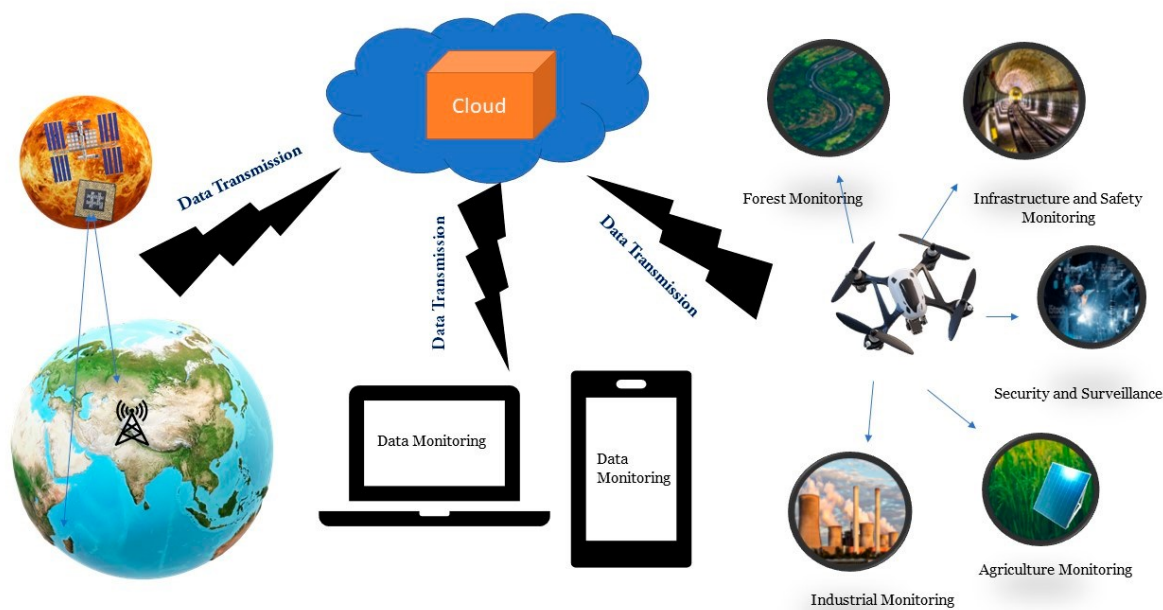 Cloud
Data Transmission
Data Transmission
Data Transmission
Forest Monitoring
Infrastructure and Safety
Monitoring
Security and Surveillance
Data Monitoring
Data
Monitoring
Agriculture Monitoring
Industrial Monitoring